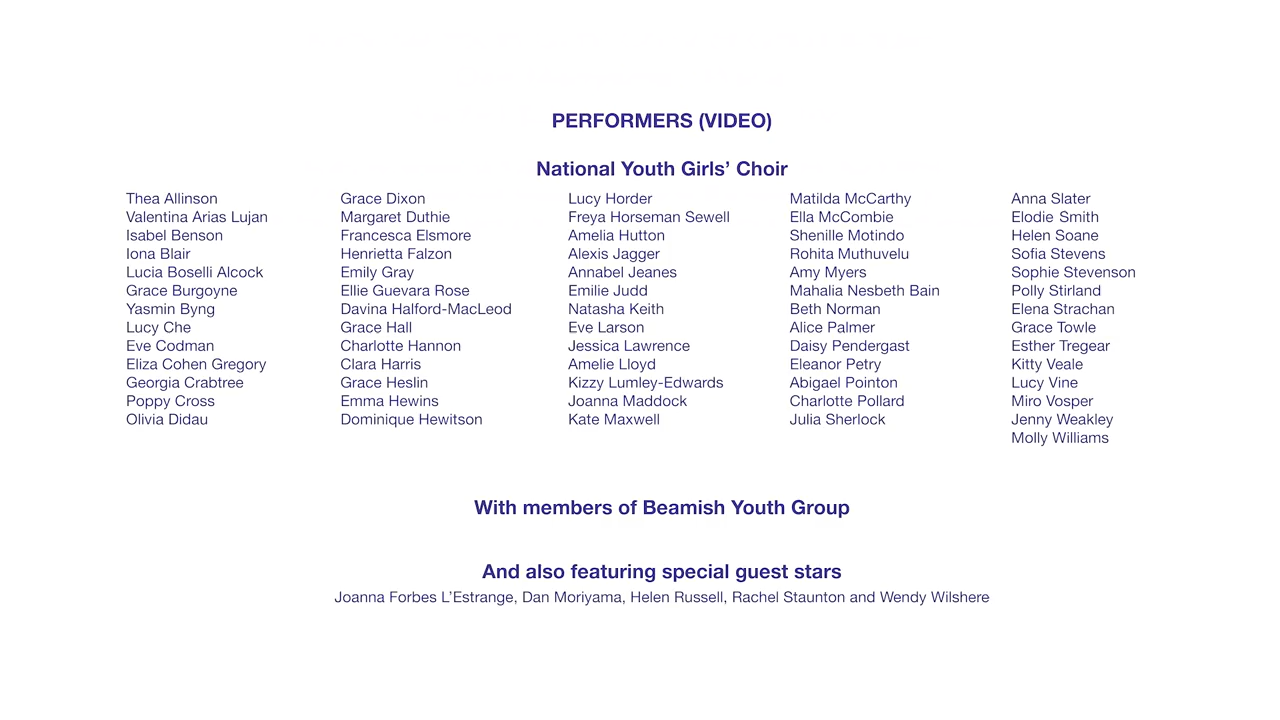 PERFORMERS (VIDEO)
National Youth Girls’ Choir
Thea Allinson
Valentina Arias Lujan
Isabel Benson
Iona Blair
Lucia Boselli Alcock
Grace Burgoyne
Yasmin Byng
Lucy Che
Eve Codman
Eliza Cohen Gregory
Georgia Crabtree
Poppy Cross
Olivia Didau
Grace Dixon
Margaret Duthie
Francesca Elsmore
Henrietta Falzon
Emily Gray
Ellie Guevara Rose
Davina Halford-MacLeod
Grace Hall
Charlotte Hannon
Clara Harris
Grace Heslin
Emma Hewins
Dominique Hewitson
Lucy Horder
Freya Horseman Sewell
Amelia Hutton
Alexis Jagger
Annabel Jeanes
Emilie Judd
Natasha Keith
Eve Larson
Jessica Lawrence
Amelie Lloyd
Kizzy Lumley-Edwards
Joanna Maddock
Kate Maxwell
Matilda McCarthy
Ella McCombie
Shenille Motindo
Rohita Muthuvelu
Amy Myers
Mahalia Nesbeth Bain
Beth Norman
Alice Palmer
Daisy Pendergast
Eleanor Petry
Abigael Pointon
Charlotte Pollard
Julia Sherlock
Anna Slater
Elodie Smith
Helen Soane
Sofia Stevens
Sophie Stevenson
Polly Stirland
Elena Strachan
Grace Towle
Esther Tregear
Kitty Veale
Lucy Vine
Miro Vosper
Jenny Weakley
Molly Williams
With members of Beamish Youth Group
And also featuring special guest stars
Joanna Forbes L’Estrange, Dan Moriyama, Helen Russell, Rachel Staunton and Wendy Wilshere